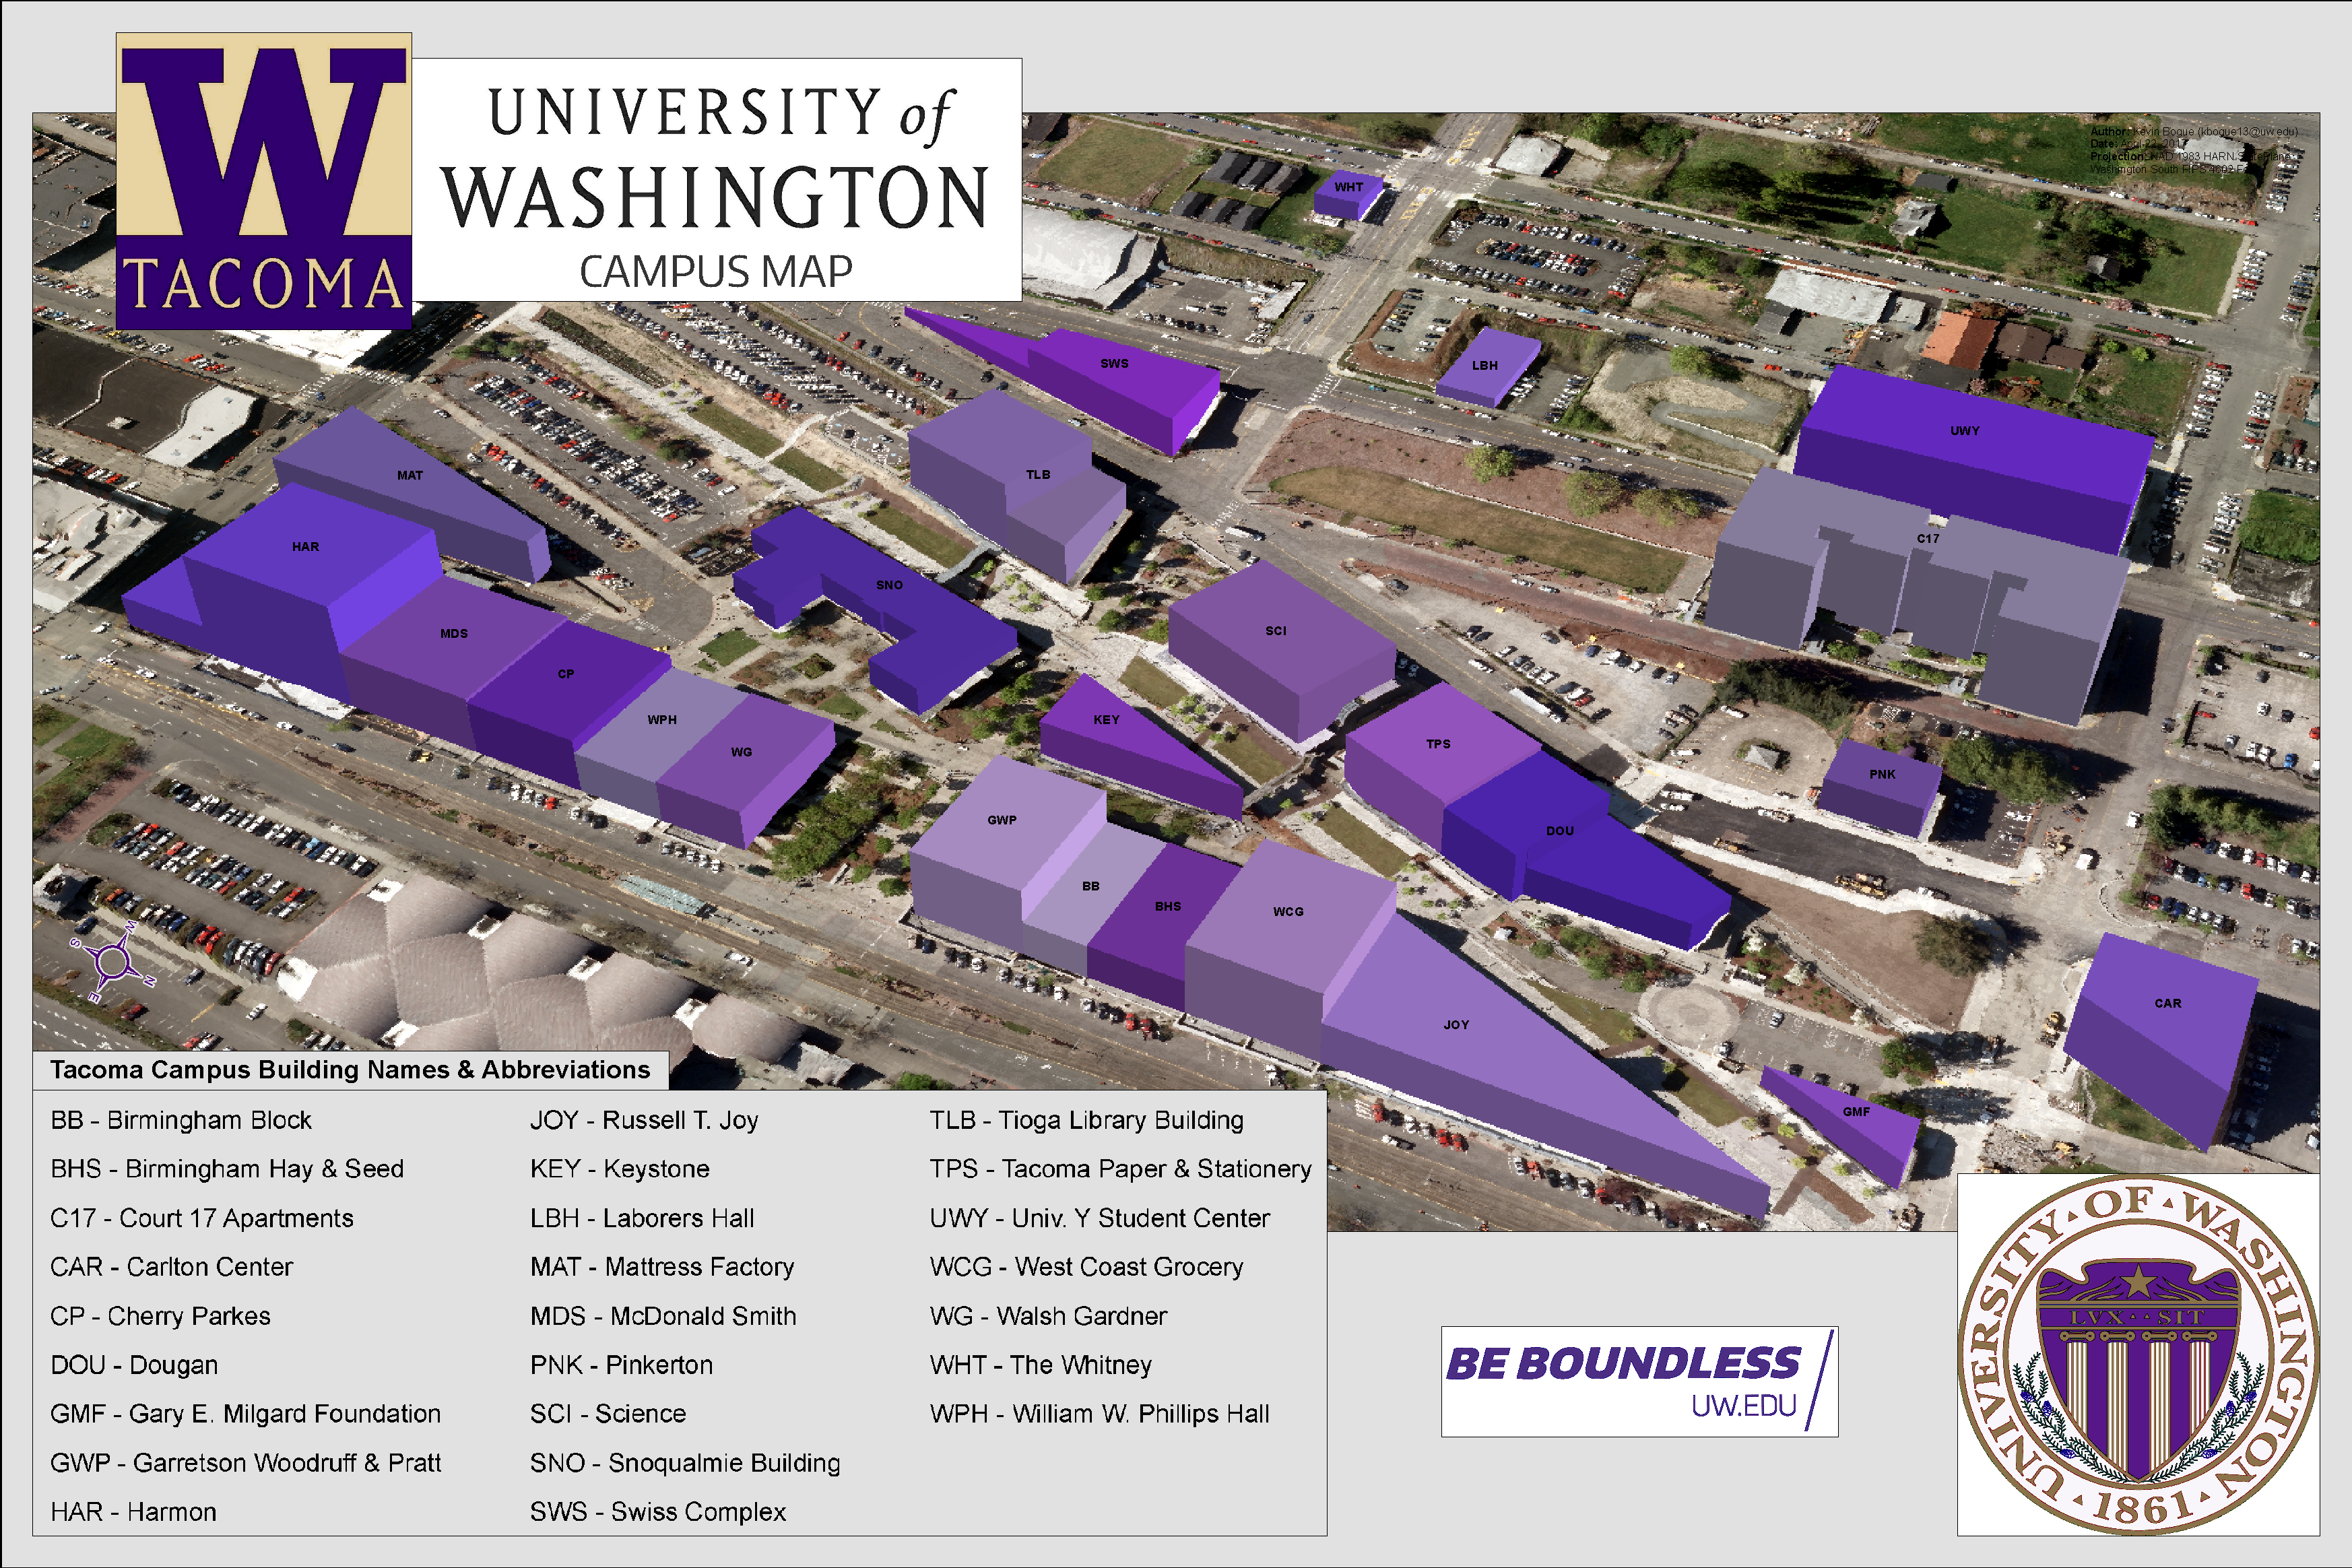 W
TACOMA
UNIVERSITY of
WASHINGTON
CAMPUS MAP
Author: Kevin Bogue (kbogue13@uw.edu)
Date: April 27, 2017
Projection: NAD 1983 HARN StatePlane
Washington South FIPS 4602
WHT
SWS
LBH
UWY
MAT
TLB
C17
HAR
SNO
SCI
MDS
CP
WPH
KEY
WG
TPS
PNK
GWP
DOU
BB
BHS
WCG
CAR
JOY
GMF
W
S
N
E
Tacoma Campus Building Names & Abbreviations
BB - Birmingham Block
BHS - Birmingham Hay & Seed
C17 - Court 17 Apartments
CAR - Carlton Center
CP - Cherry Parkes
DOU - Dougan
GMF - Gary E. Milgard Foundation
GWP - Garretson Woodruff & Pratt
HAR - Harmon
JOY - Russell T. Joy
KEY - Keystone
LBH - Laborers Hall
MAT - Mattress Factory
MDS - McDonald Smith
PNK - Pinkerton
SCI - Science
SNO - Snoqualmie Building
SWS - Swiss Complex
TLB - Tioga Library Building
TPS - Tacoma Paper & Stationery
UWY - Univ. Y Student Center
WCG - West Coast Grocery
WG - Walsh Gardner
WHT - The Whitney
WPH - William W. Phillips Hall
BE BOUNDLESS
UW.EDU
UNIVERSITY OF WASHINGTON
LVX SIT
1861